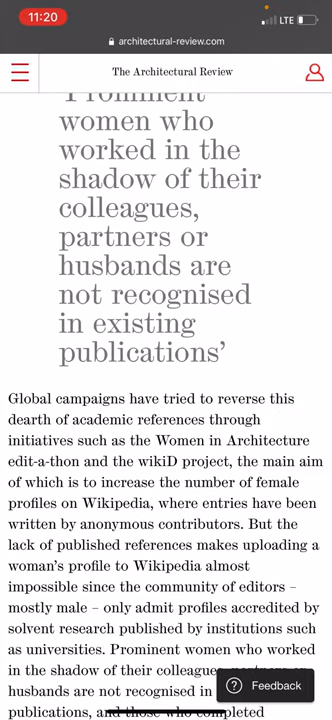 11:20
LTE
architectural-review.com
The Architectural Review
'Prominent
women who
worked in the
shadow of their
colleagues,
partners or
husbands are
not recognised
in existing
publications'
Global campaigns have tried to reverse this
dearth of academic references through
initiatives such as the Women in Architecture
edit-a-thon and the wikiD project, the main aim
of which is to increase the number of female
profiles on Wikipedia, where entries have been
written by anonymous contributors. But the
lack of published references makes uploading a
woman's profile to Wikipedia almost
impossible since the community of editors –
mostly male – only admit profiles accredited by
solvent research published by institutions such
as universities. Prominent women who worked
in the shadow of their colleagues, partners or
husbands are not recognised in
publications, and those who completed
Feedback